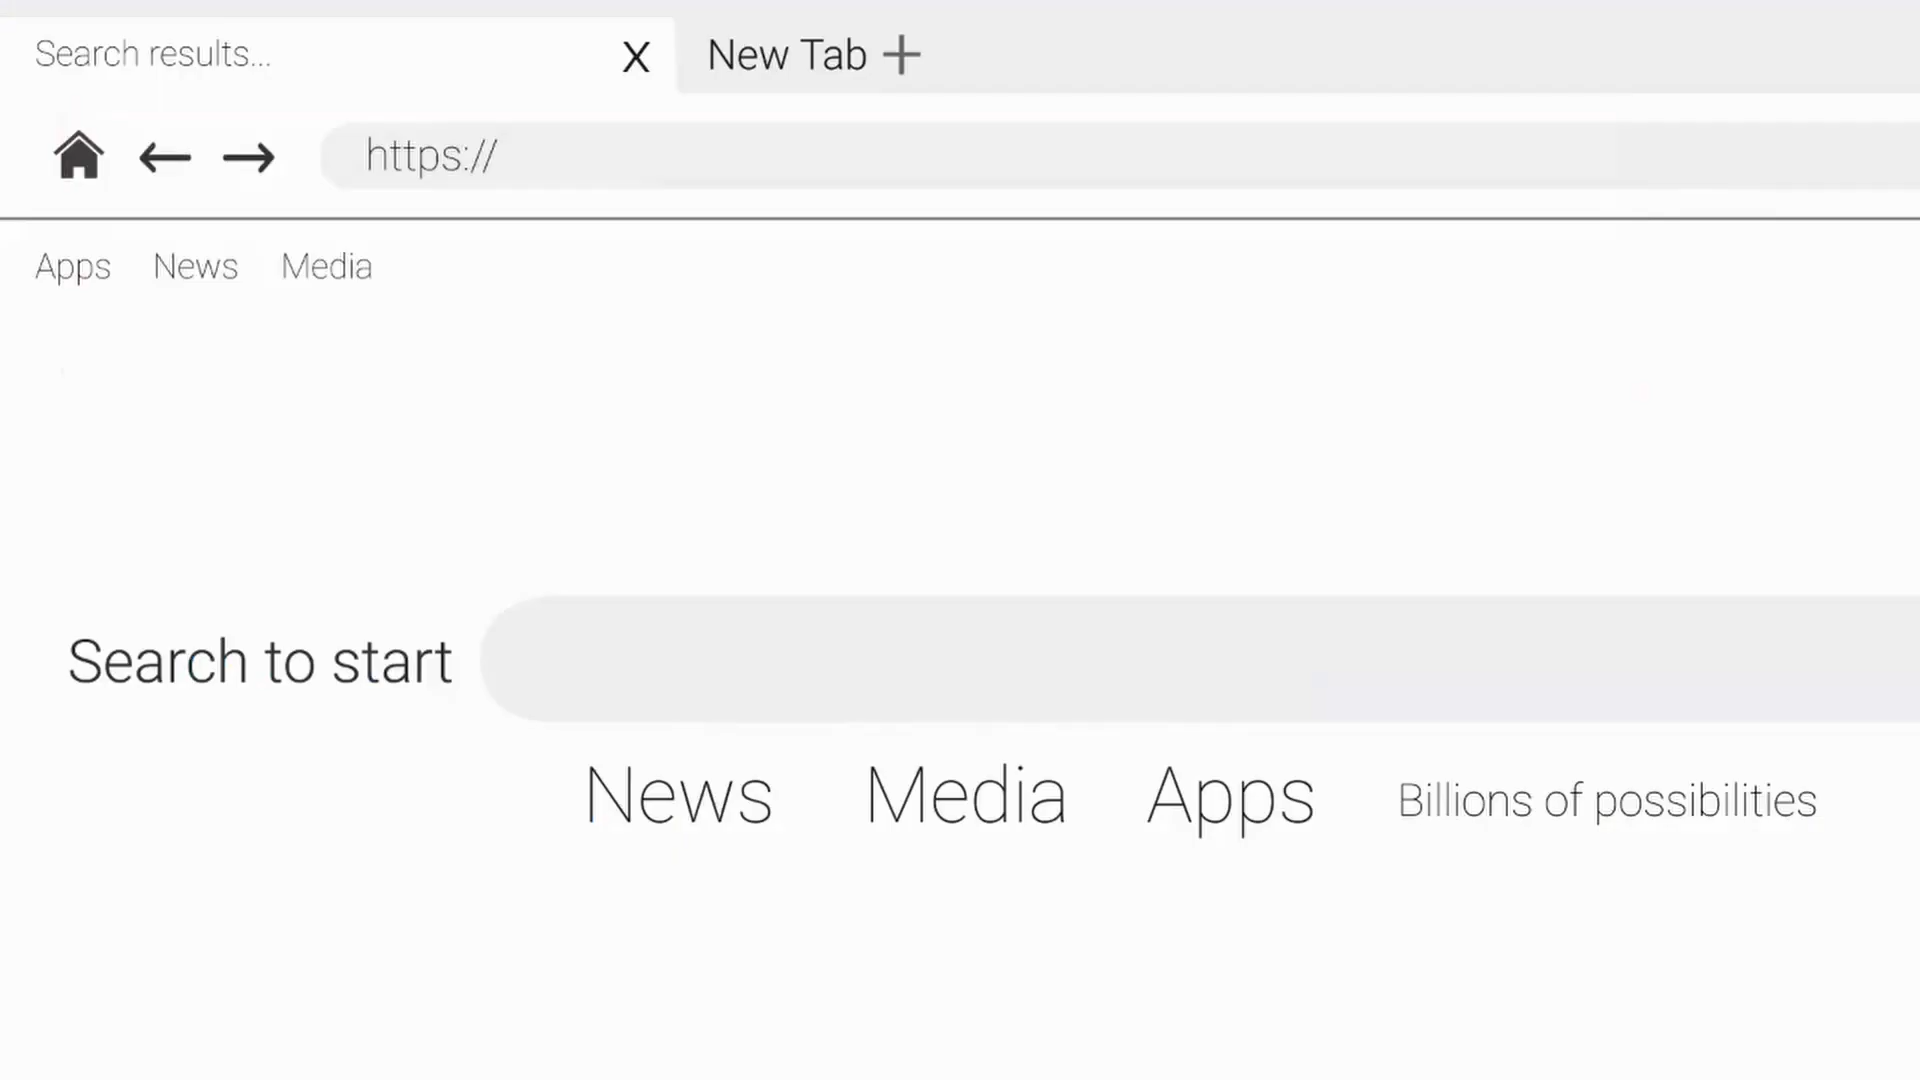 Search results...
X
New Tab +
https://
Apps News Media
Search to start
News Media Apps Billions of possibilities